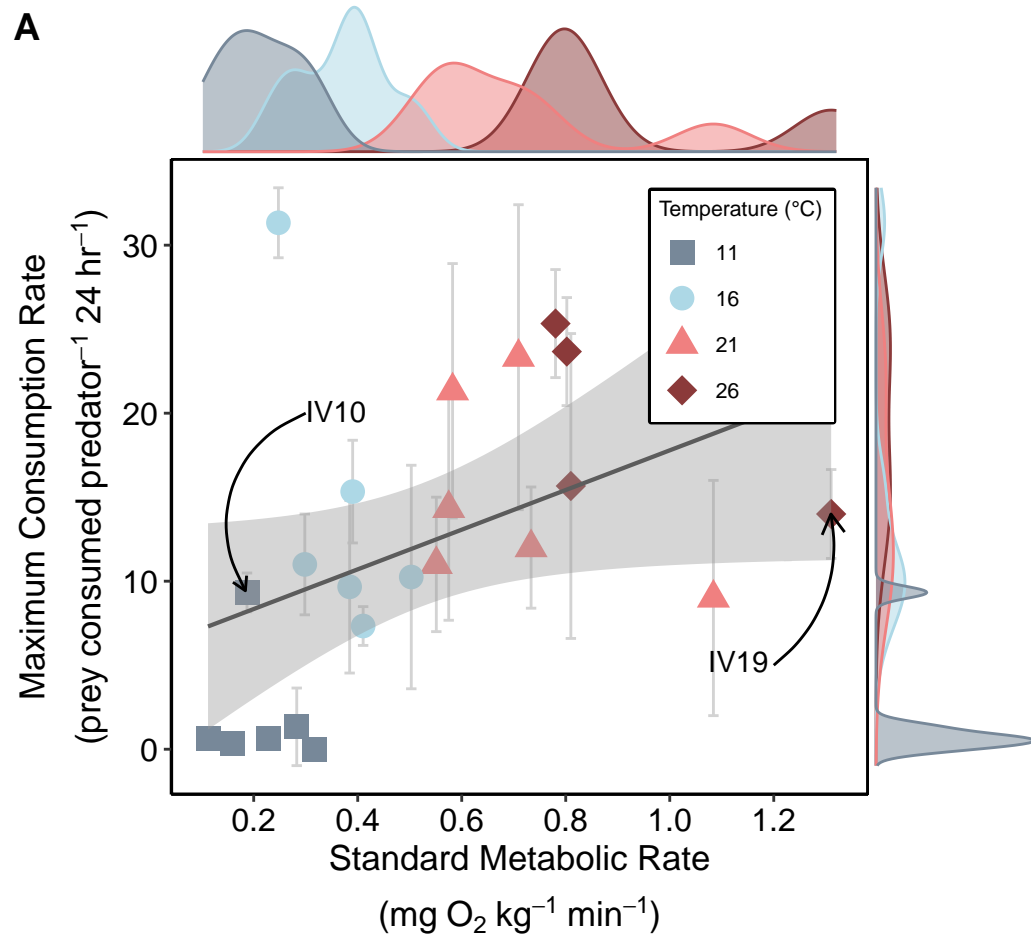 A
Maximum Consumption Rate
(prey consumed predator⁻¹ 24 hr⁻¹)
30
20
10
0
Temperature (°C)
11
16
21
26
IV10
IV19
0.2 0.4 0.6 0.8 1.0 1.2
Standard Metabolic Rate
(mg O₂ kg⁻¹ min⁻¹)